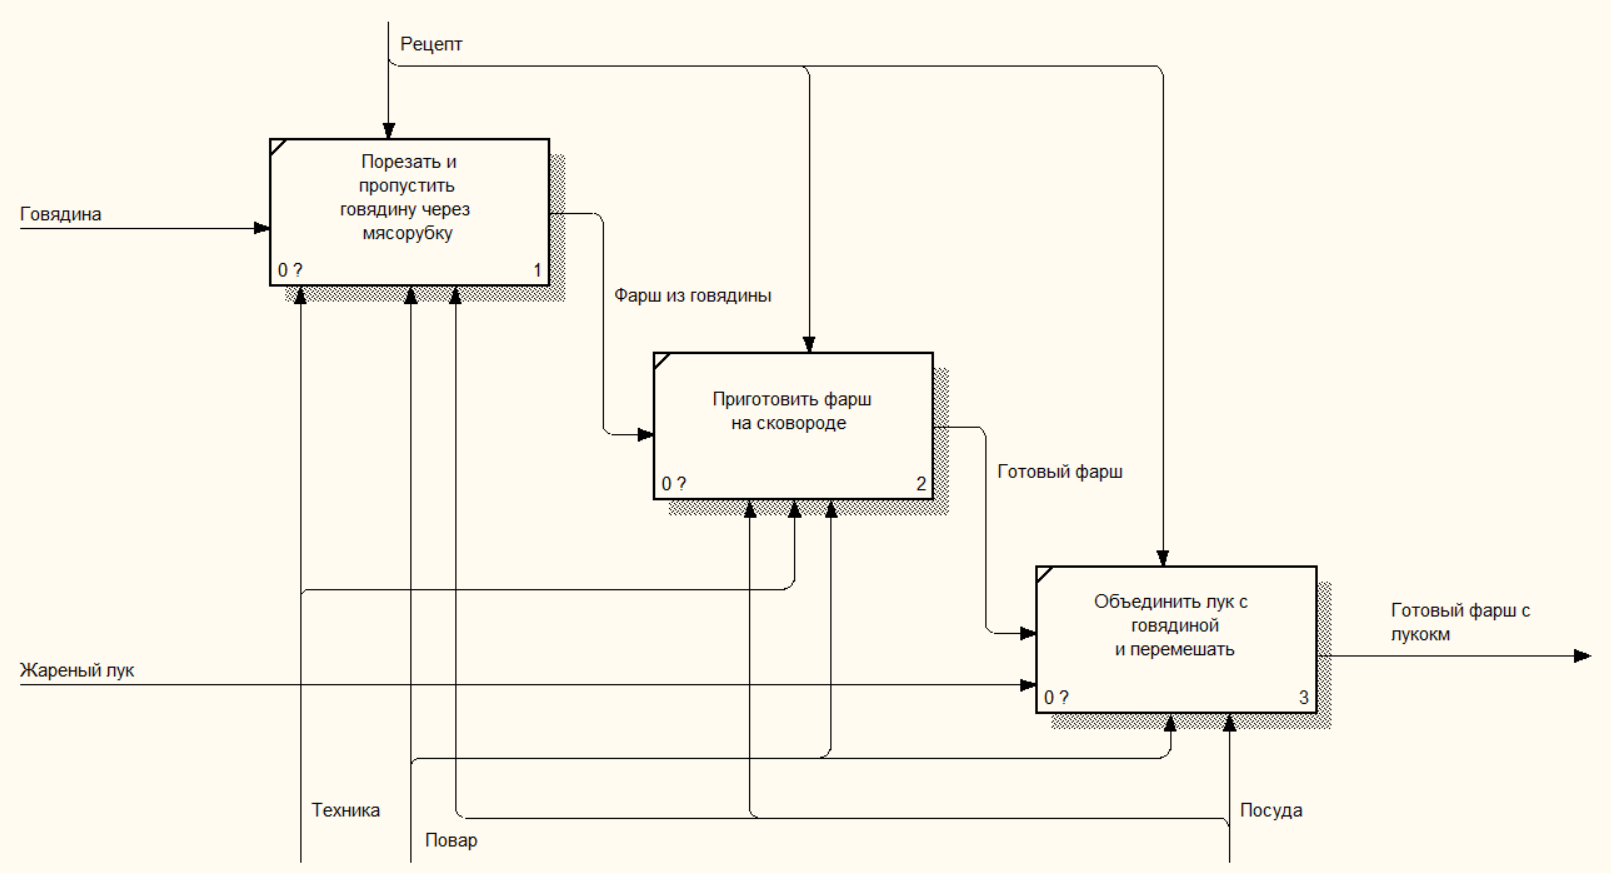 Рецепт
Порезать и
пропустить
говядину через
мясорубку
0 ?
1
Говядина
Фарш из говядины
Приготовить фарш
на сковороде
0 ?
2
Готовый фарш
Объединить лук с
говядиной
и перемешать
0 ?
3
Готовый фарш с
лукокм
Жареный лук
Техника
Повар
Посуда